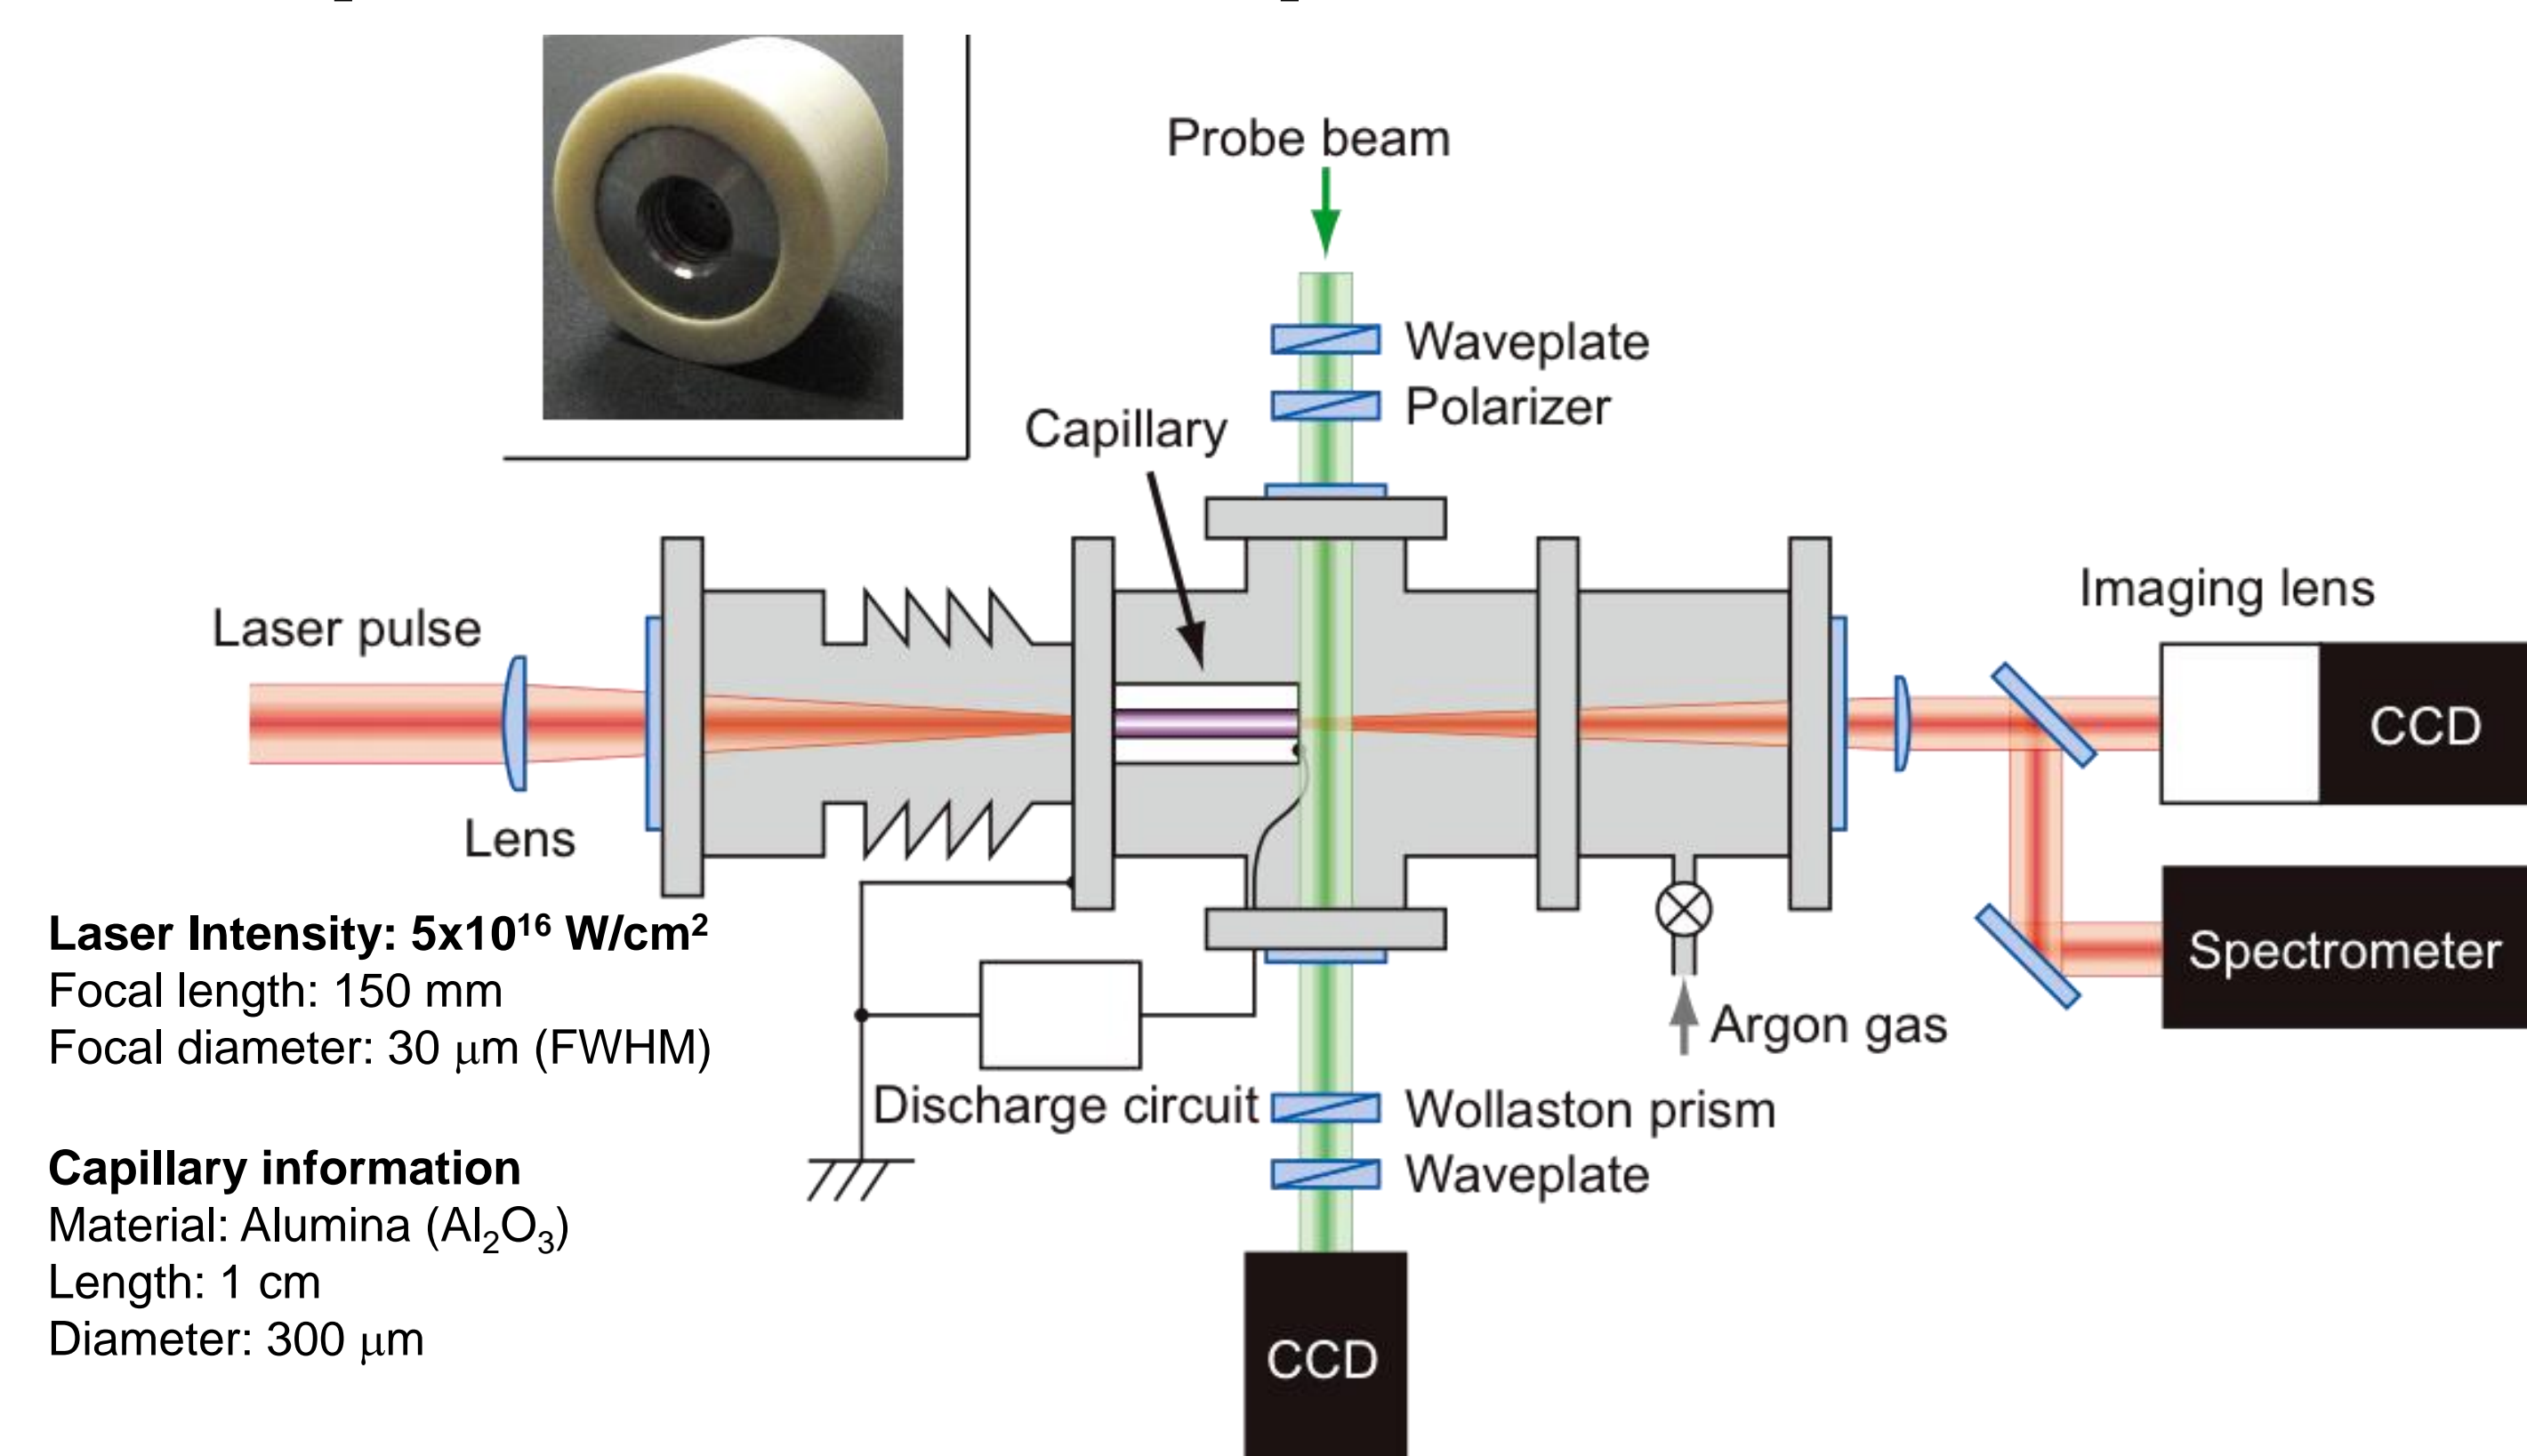 Probe beam
Waveplate
Polarizer
Capillary
Laser pulse
Lens
Imaging lens
CCD
Spectrometer
Argon gas
Discharge circuit
Wollaston prism
Waveplate
CCD
Laser Intensity: 5x10¹⁶ W/cm²
Focal length: 150 mm
Focal diameter: 30 μm (FWHM)
Capillary information
Material: Alumina (Al₂O₃)
Length: 1 cm
Diameter: 300 μm